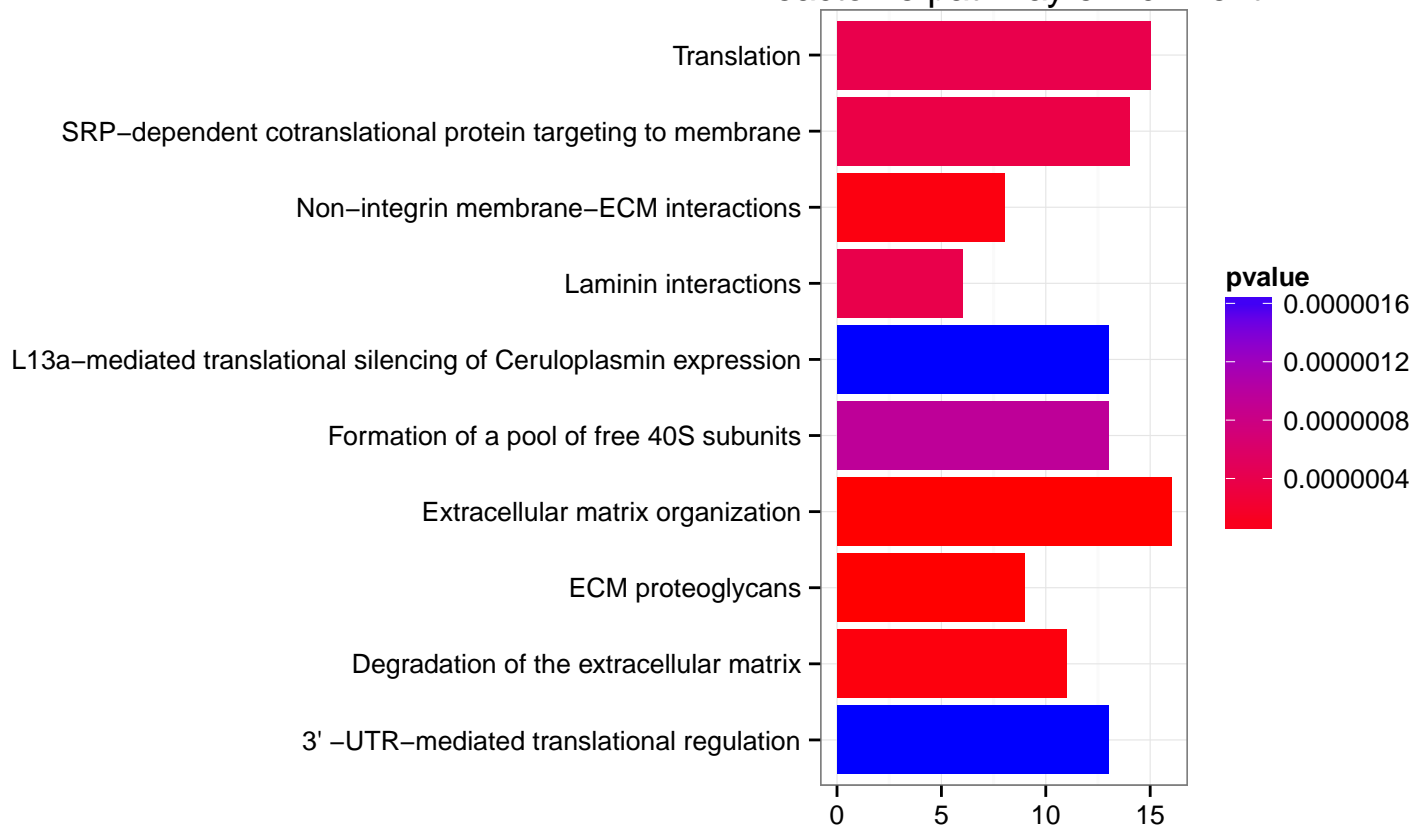 Translation
SRP−dependent cotranslational protein targeting to membrane
Non−integrin membrane−ECM interactions
Laminin interactions
L13a−mediated translational silencing of Ceruloplasmin expression
Formation of a pool of free 40S subunits
Extracellular matrix organization
ECM proteoglycans
Degradation of the extracellular matrix
3' −UTR−mediated translational regulation
0 5 10 15
pvalue
0.0000016
0.0000012
0.0000008
0.0000004